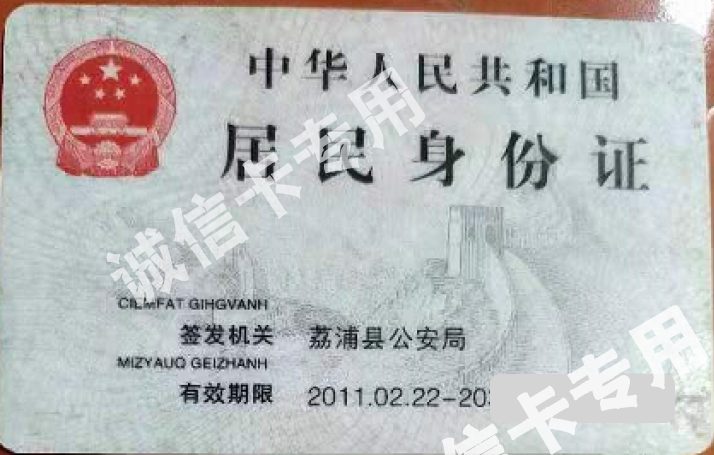 中华人民共和国
居民身份证
诚信卡专用
CIEMFAT GIHGVANH
签发机关 荔浦县公安局
MIZYAUQ GEIZHANH
有效期限 2011.02.22-20
信卡专用